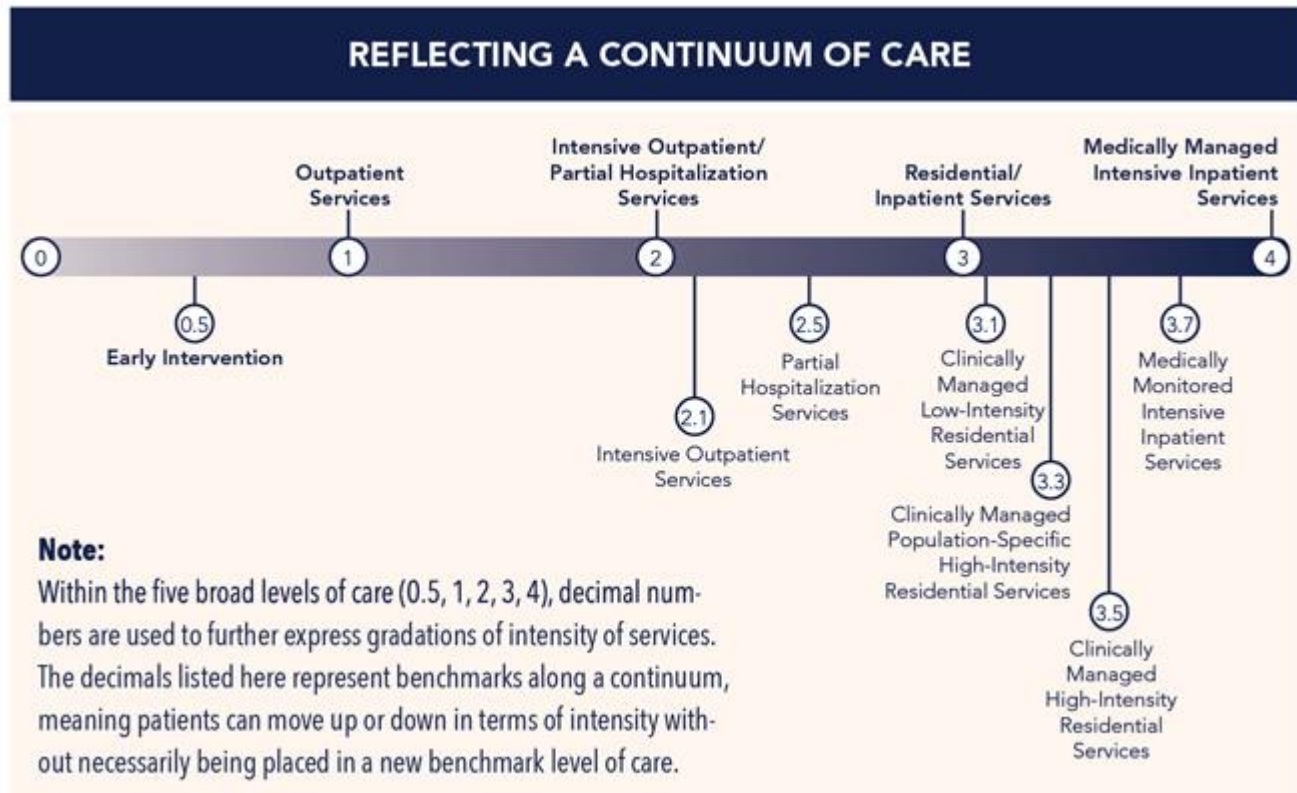 REFLECTING A CONTINUUM OF CARE
Outpatient
Services
Intensive Outpatient/
Partial Hospitalization
Services
Residential/
Inpatient Services
Medically Managed
Intensive Inpatient
Services
0
1
2
3
4
0.5
Early Intervention
2.1
Intensive Outpatient
Services
2.5
Partial
Hospitalization
Services
3.1
Clinically
Managed
Low-Intensity
Residential
Services
3.3
Clinically Managed
Population-Specific
High-Intensity
Residential Services
3.5
Clinically
Managed
High-Intensity
Residential
Services
3.7
Medically
Monitored
Intensive
Inpatient
Services
Note:
Within the five broad levels of care (0.5, 1, 2, 3, 4), decimal num-
bers are used to further express gradations of intensity of services.
The decimals listed here represent benchmarks along a continuum,
meaning patients can move up or down in terms of intensity with-
out necessarily being placed in a new benchmark level of care.